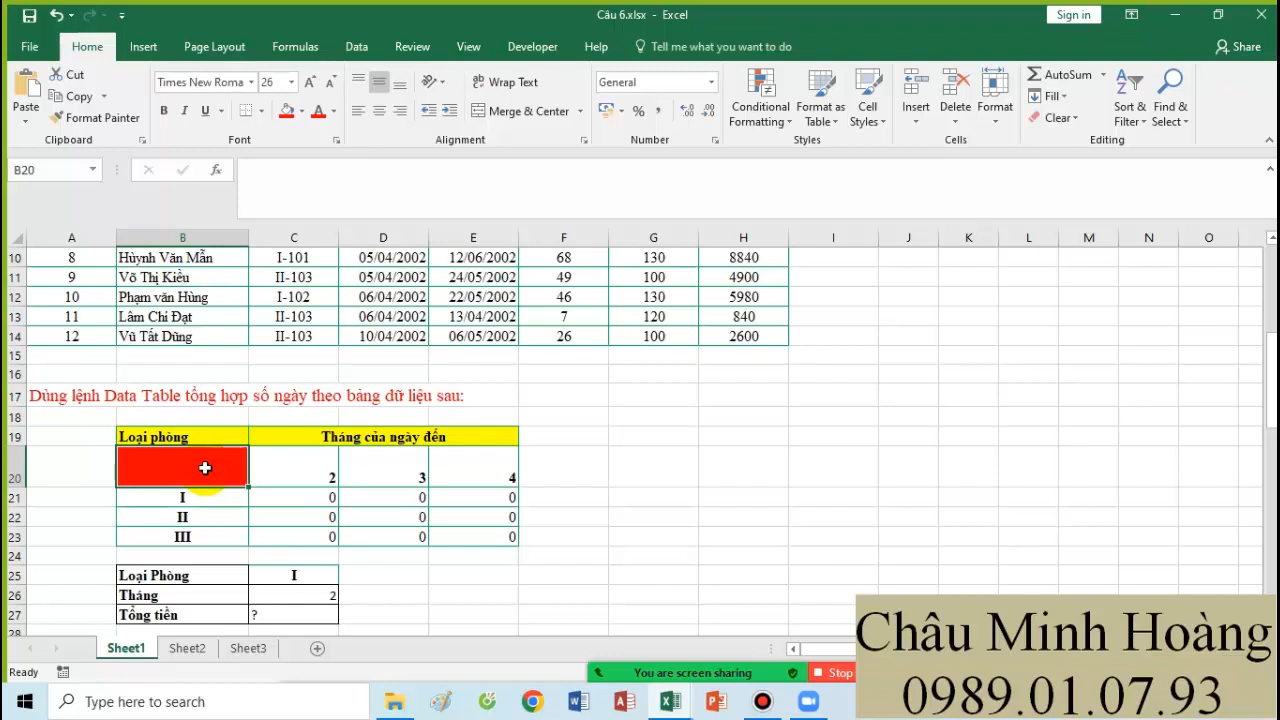 Câu 6.xlsx - Excel
Sign in
File Home Insert Page Layout Formulas Data Review View Developer Help Tell me what you want to do Share
Paste Cut Copy Format Painter Clipboard
Times New Roma 26 B I U A Font
Wrap Text Merge & Center Alignment
General % , Number
Conditional Formatting Format as Table Cell Styles Styles
Insert Delete Format Cells
AutoSum Fill Clear Sort & Filter Find & Select Editing
B20 fx
A B C D E F G H I J K L M N O
10 8 Hùynh Văn Mẫn I-101 05/04/2002 12/06/2002 68 130 8840
11 9 Võ Thị Kiều II-103 05/04/2002 24/05/2002 49 100 4900
12 10 Phạm văn Hùng I-102 06/04/2002 22/05/2002 46 130 5980
13 11 Lâm Chí Đạt II-103 06/04/2002 13/04/2002 7 120 840
14 12 Vũ Tất Dũng II-103 10/04/2002 06/05/2002 26 100 2600
15
16
17 Dùng lệnh Data Table tổng hợp số ngày theo bảng dữ liệu sau:
18
19 Loại phòng Tháng của ngày đến
20 2 3 4
21 I 0 0 0
22 II 0 0 0
23 III 0 0 0
24
25 Loại Phòng I
26 Tháng 2
27 Tổng tiền ?
28
Sheet1 Sheet2 Sheet3
Ready
You are screen sharing Stop
Type here to search
Châu Minh Hoàng
0989.01.07.93